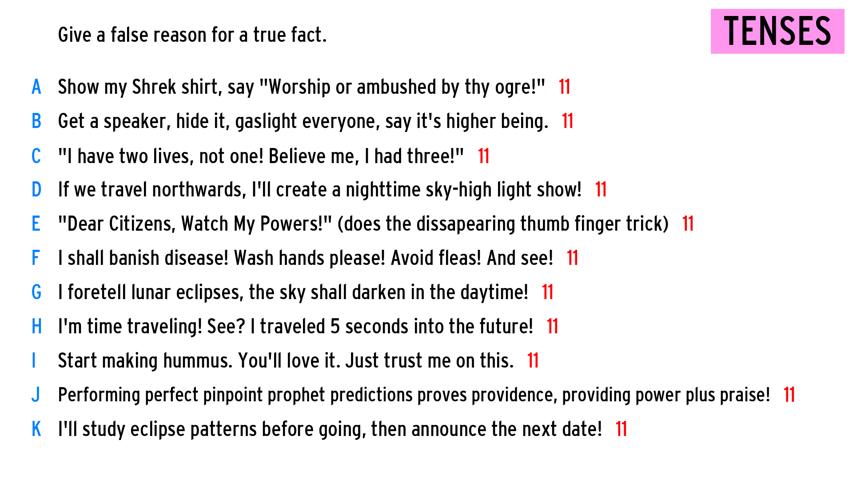 Give a false reason for a true fact.
TENSES
A Show my Shrek shirt, say "Worship or ambushed by thy ogre!" 11
B Get a speaker, hide it, gaslight everyone, say it's higher being. 11
C "I have two lives, not one! Believe me, I had three!" 11
D If we travel northwards, I'll create a nighttime sky-high light show! 11
E "Dear Citizens, Watch My Powers!" (does the dissapearing thumb finger trick) 11
F I shall banish disease! Wash hands please! Avoid fleas! And see! 11
G I foretell lunar eclipses, the sky shall darken in the daytime! 11
H I'm time traveling! See? I traveled 5 seconds into the future! 11
I Start making hummus. You'll love it. Just trust me on this. 11
J Performing perfect pinpoint prophet predictions proves providence, providing power plus praise! 11
K I'll study eclipse patterns before going, then announce the next date! 11